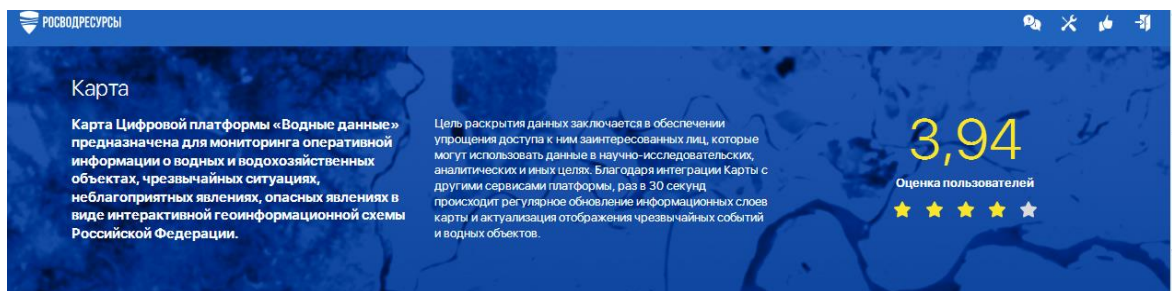 РОСВОДРЕСУРСЫ
Карта
Карта Цифровой платформы «Водные данные»
предназначена для мониторинга оперативной
информации о водных и водохозяйственных
объектах, чрезвычайных ситуациях,
неблагоприятных явлениях, опасных явлениях в
виде интерактивной геоинформационной схемы
Российской Федерации.
Цель раскрытия данных заключается в обеспечении
упрощения доступа к ним заинтересованных лиц, которые
могут использовать данные в научно-исследовательских,
аналитических и иных целях. Благодаря интеграции Карты с
другими сервисами платформы, раз в 30 секунд
происходит регулярное обновление информационных слоев
карты и актуализация отображения чрезвычайных событий
и водных объектов.
3,94
Оценка пользователей